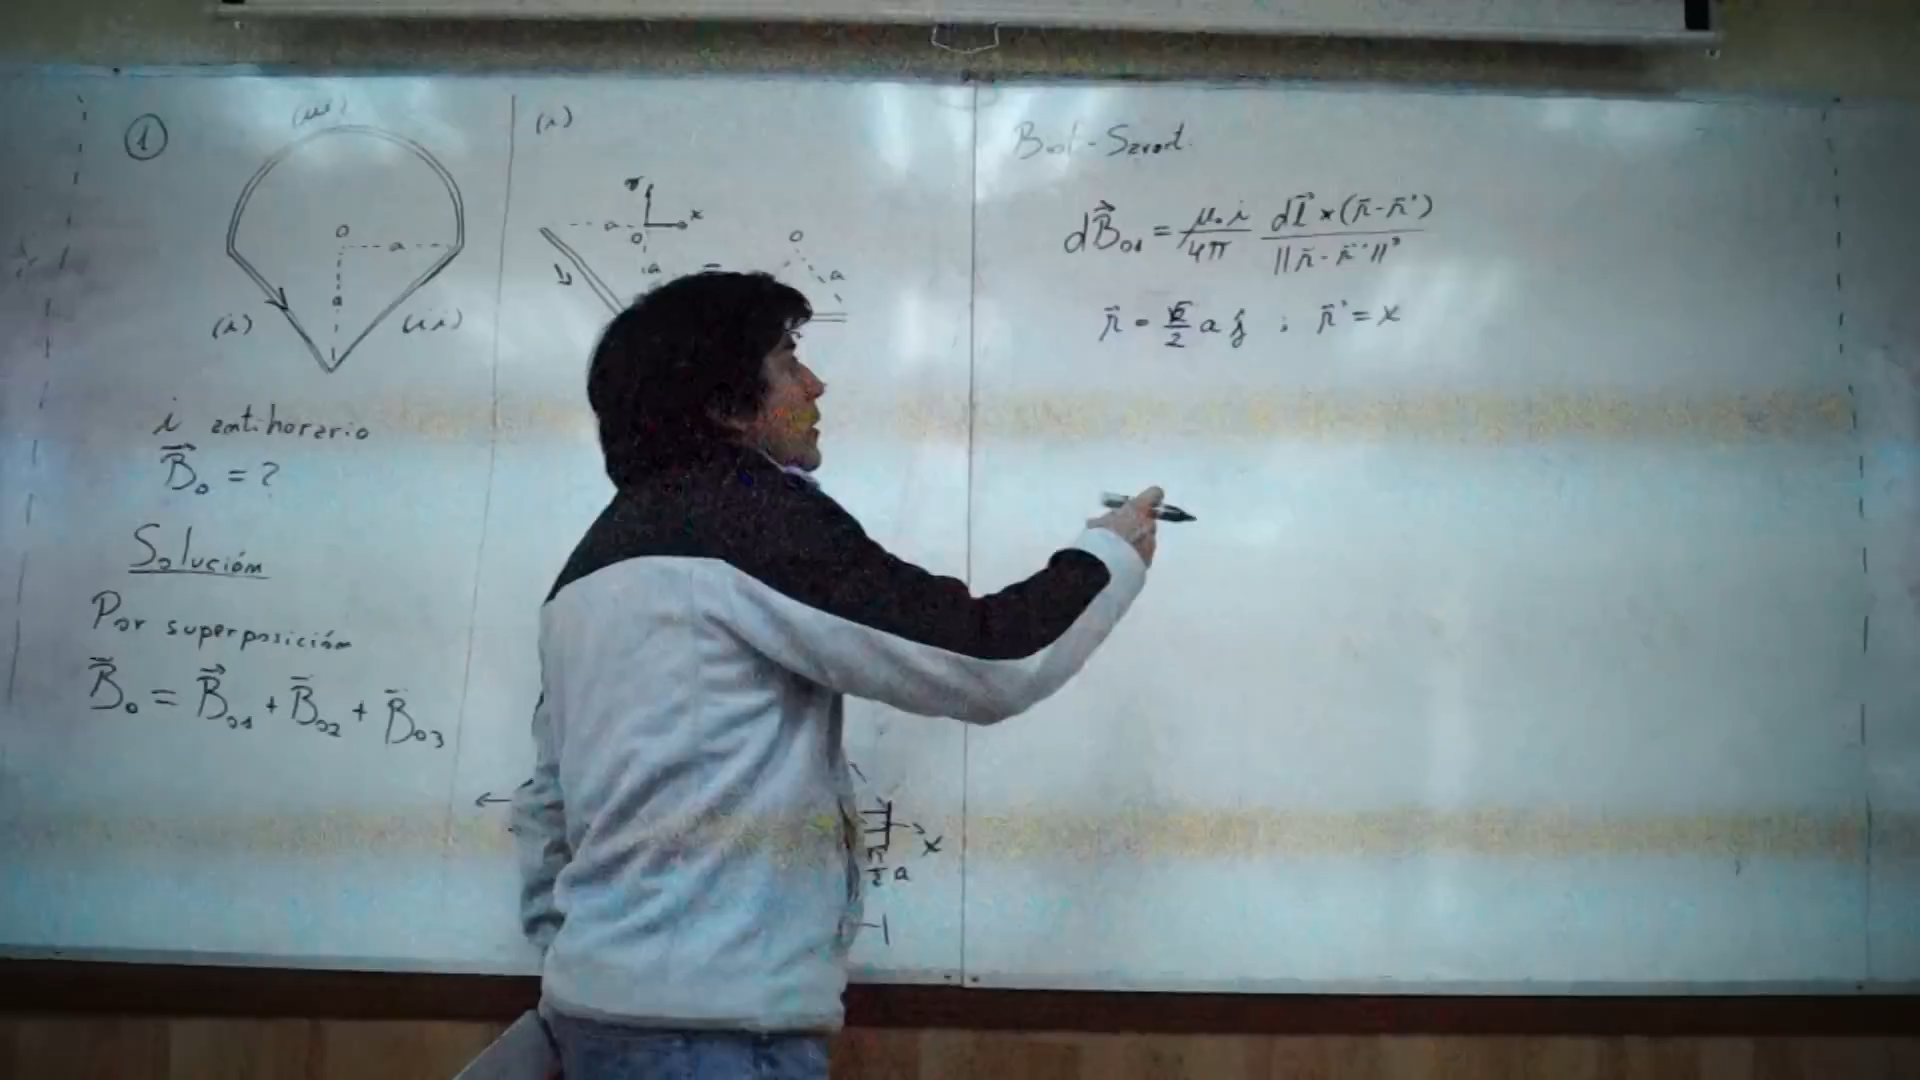 ①
(iii)
O
a
a
(i)
(ii)
i antihorario
B⃗₀ = ?
Solución
Por superposición
B⃗₀ = B⃗₀₁ + B̄₀₂ + B̄₀₃
(i)
x
a
O
a
O
a
x
a
Biot - Savart.
dB⃗₀₁ = μ₀ i / 4π dl⃗ × (r̄ - r̄') / ||r̄ - r̄'||³
r̄ = √2/2 a ĵ ; r̄' = x